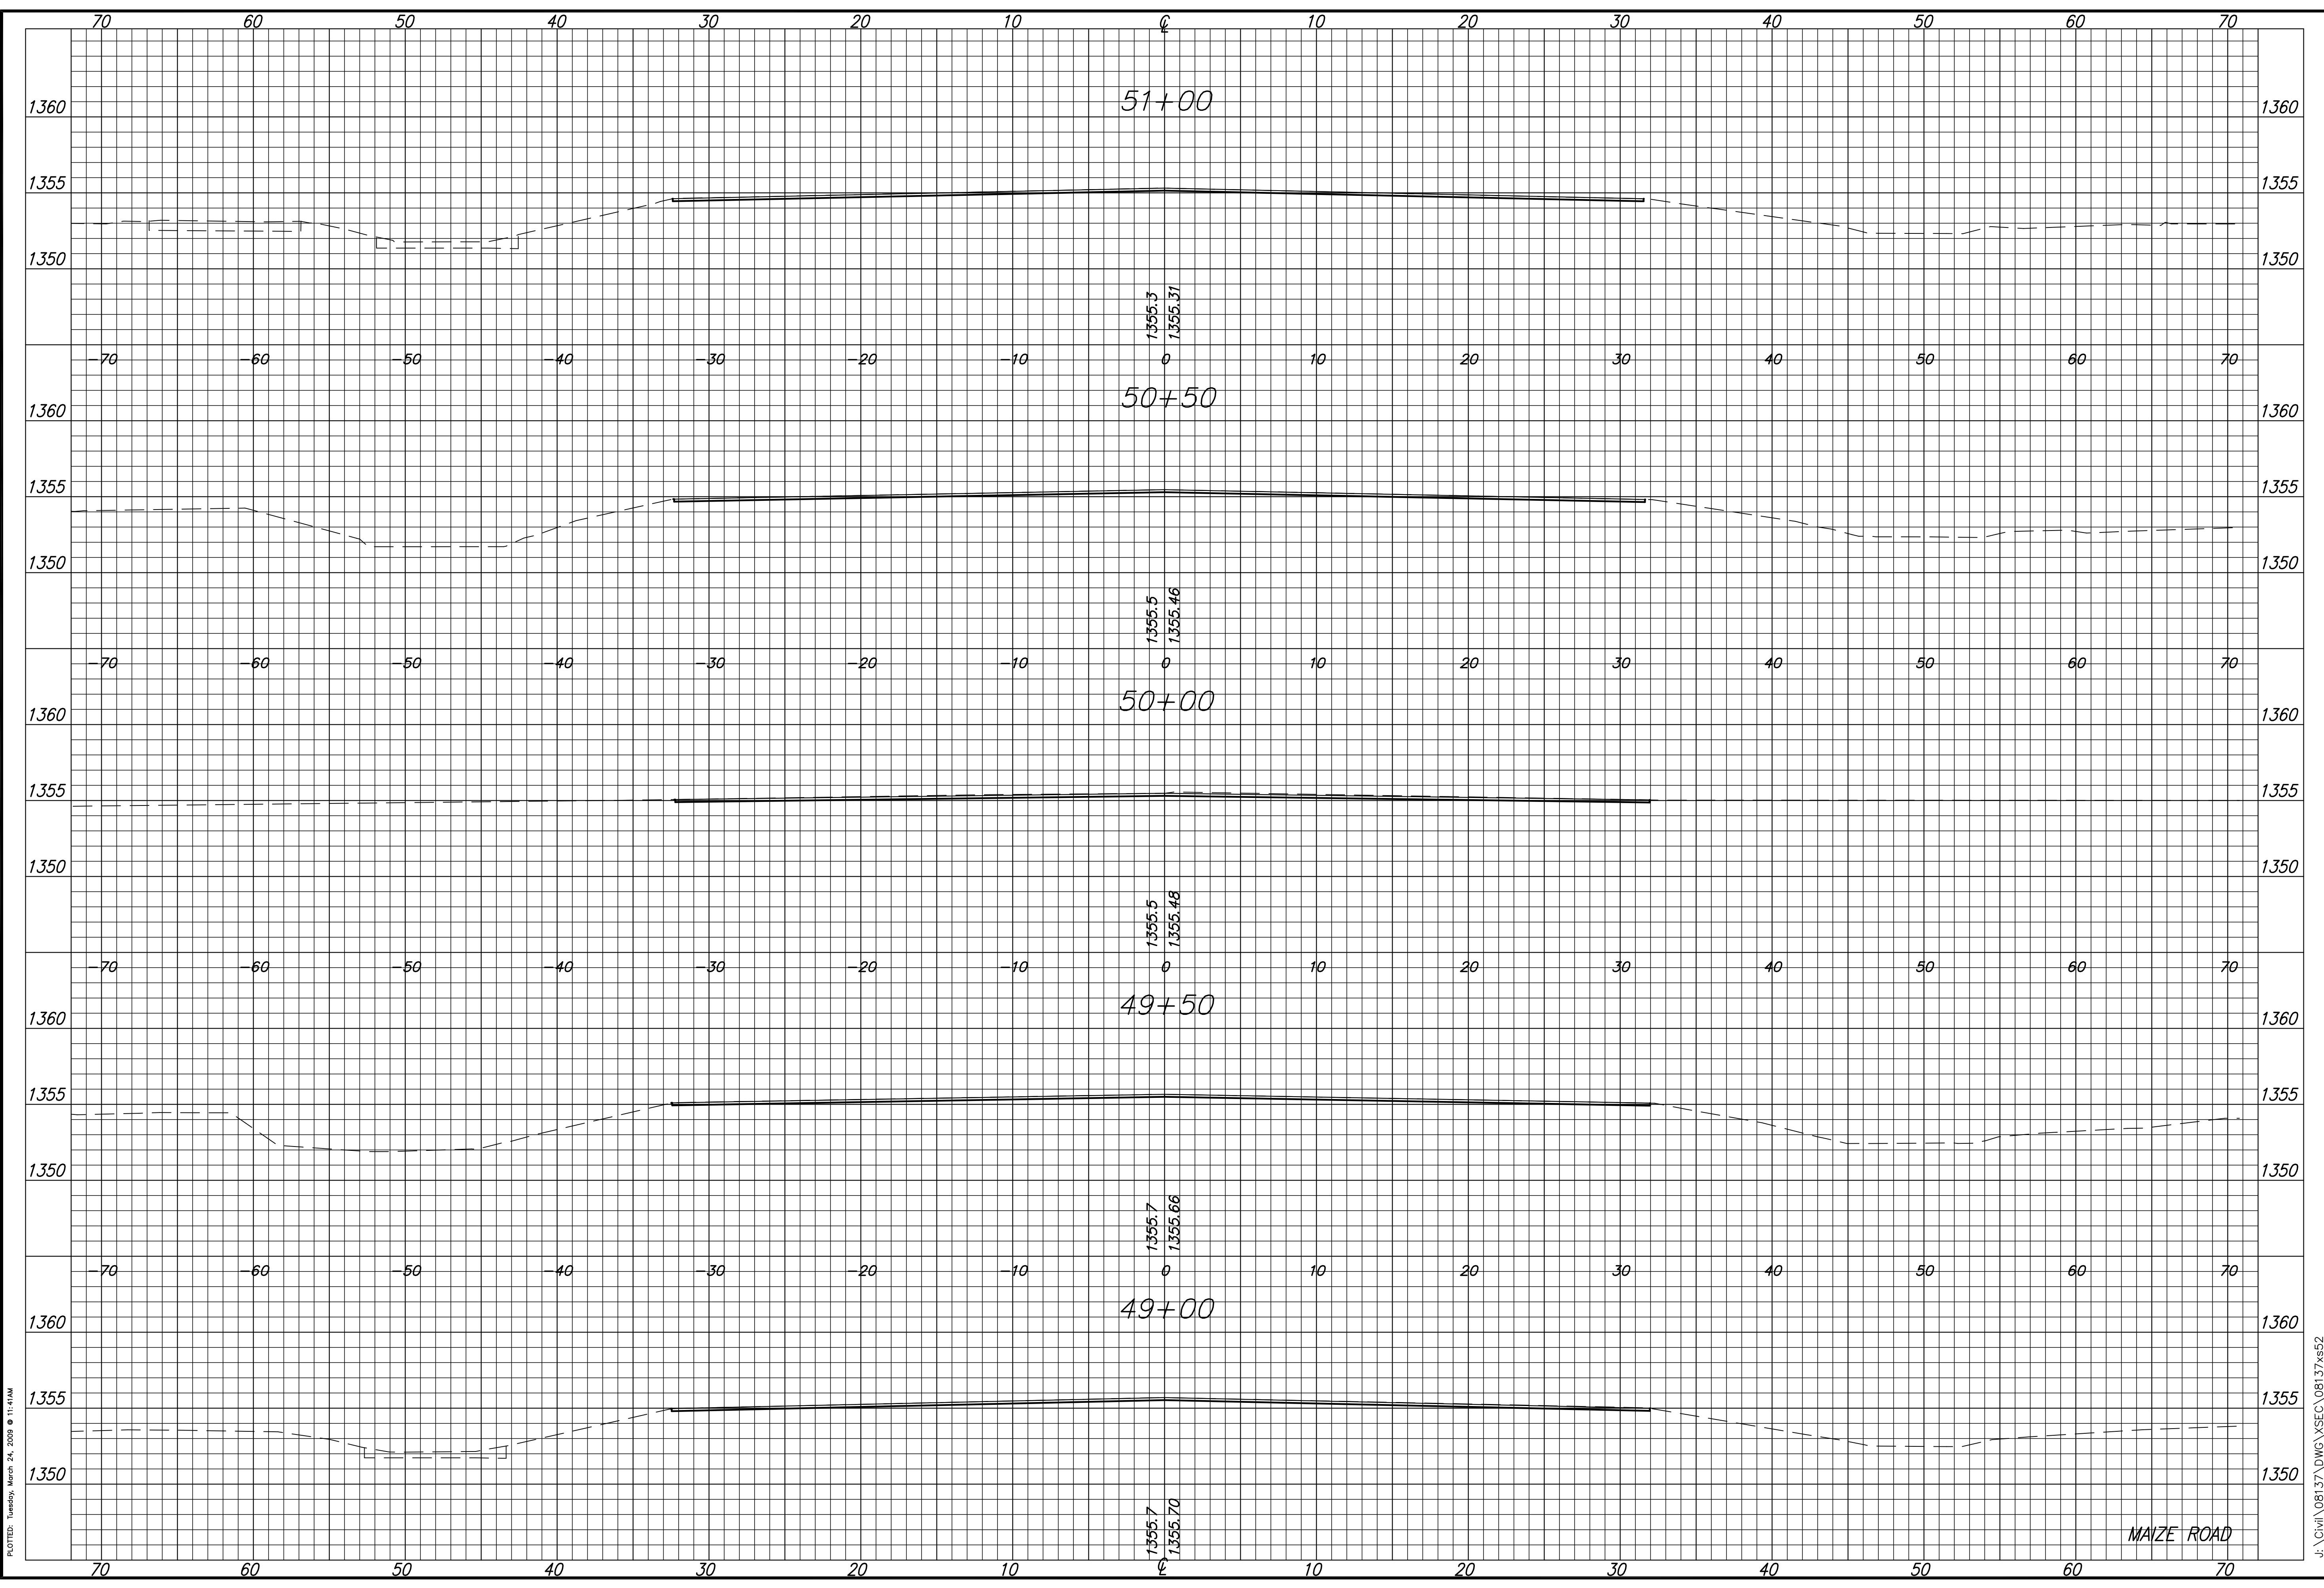 70 60 50 40 30 20 10 ℄ 10 20 30 40 50 60 70
51+00
1360 1360
1355 1355
1350 1350
1355.3 1355.31
-70 -60 -50 -40 -30 -20 -10 0 10 20 30 40 50 60 70
50+50
1360 1360
1355 1355
1350 1350
1355.5 1355.46
-70 -60 -50 -40 -30 -20 -10 0 10 20 30 40 50 60 70
50+00
1360 1360
1355 1355
1350 1350
1355.5 1355.48
-70 -60 -50 -40 -30 -20 -10 0 10 20 30 40 50 60 70
49+50
1360 1360
1355 1355
1350 1350
1355.7 1355.66
-70 -60 -50 -40 -30 -20 -10 0 10 20 30 40 50 60 70
49+00
1360 1360
1355 1355
1350 1350
1355.7 1355.70
MAIZE ROAD
70 60 50 40 30 20 10 ℄ 10 20 30 40 50 60 70
PLOTTED: Tuesday, March 24, 2009 @ 11:41AM
J:\Civil\08137\DWG\XSEC\08137xs52